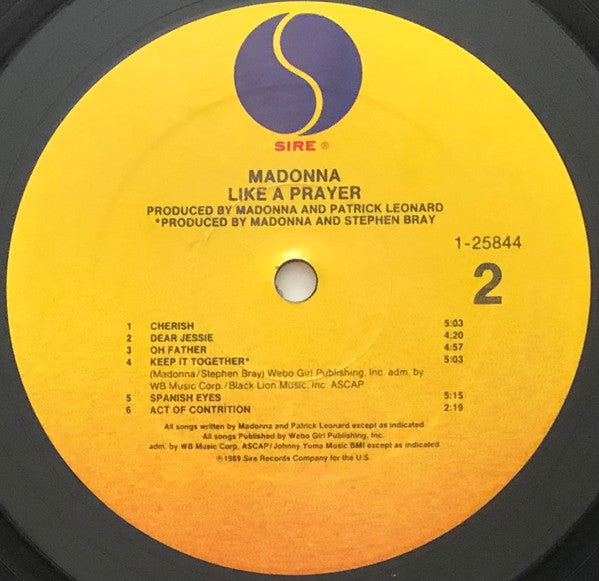 SIRE ®
MADONNA
LIKE A PRAYER
PRODUCED BY MADONNA AND PATRICK LEONARD
*PRODUCED BY MADONNA AND STEPHEN BRAY
1-25844
2
1 CHERISH 5:03
2 DEAR JESSIE 4:20
3 OH FATHER 4:57
4 KEEP IT TOGETHER* 5:03
(Madonna/Stephen Bray) Webo Girl Publishing, Inc. adm. by
WB Music Corp./Black Lion Music, Inc. ASCAP
5 SPANISH EYES 5:15
6 ACT OF CONTRITION 2:19
All songs written by Madonna and Patrick Leonard except as indicated
All songs Published by Webo Girl Publishing, Inc.
adm. by WB Music Corp. ASCAP/Johnny Yuma Music BMI except as indicated
℗ 1989 Sire Records Company for the U.S.